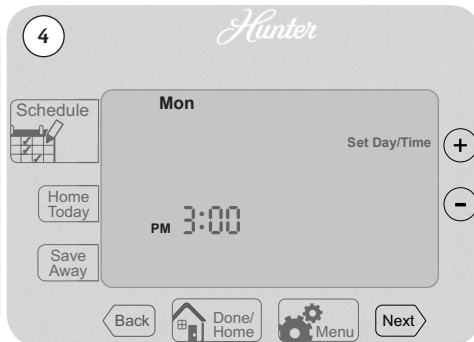 4
Hunter
Schedule
Mon
Set Day/Time
+
Home
Today
-
PM 3:00
Save
Away
Back
Done/
Home
Menu
Next